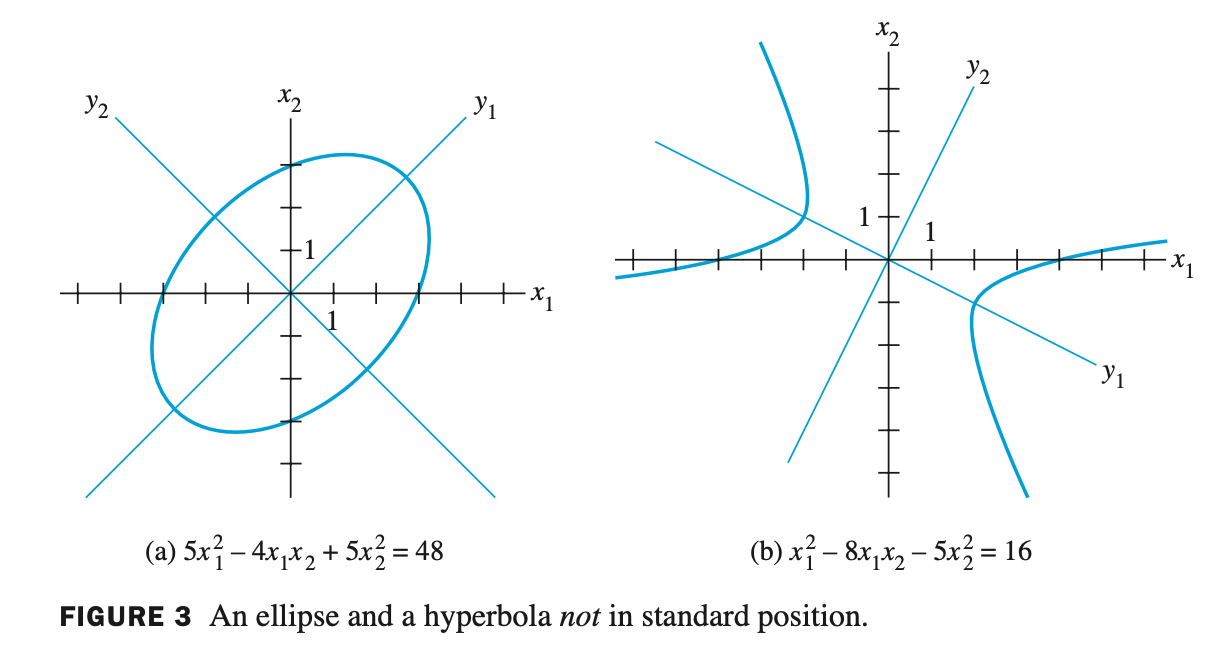 x₂
y₂
y₂
x₂
y₁
1
1
1
x₁
1
x₁
y₁
(a) 5x₁² – 4x₁x₂ + 5x₂² = 48
(b) x₁² – 8x₁x₂ – 5x₂² = 16
FIGURE 3 An ellipse and a hyperbola not in standard position.